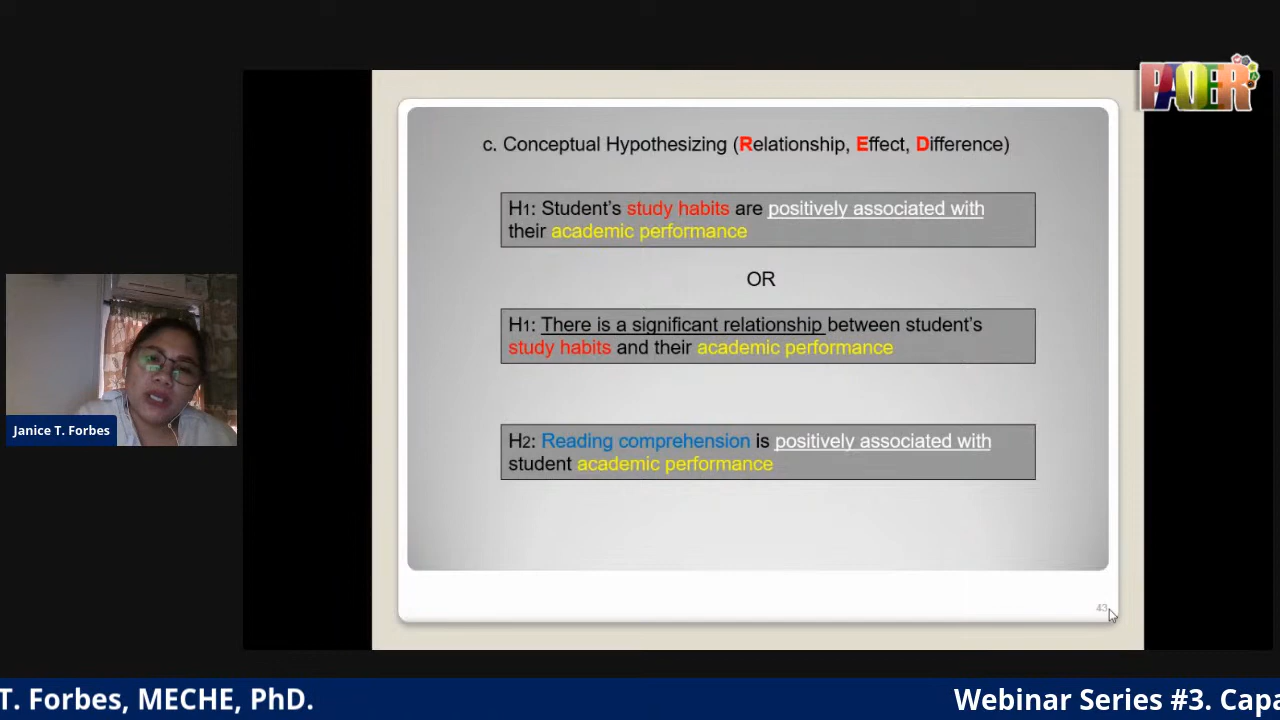 PAOER
c. Conceptual Hypothesizing (Relationship, Effect, Difference)
H1: Student’s study habits are positively associated with
their academic performance
OR
H1: There is a significant relationship between student’s
study habits and their academic performance
H2: Reading comprehension is positively associated with
student academic performance
43
Janice T. Forbes
T. Forbes, MECHE, PhD.
Webinar Series #3. Capa